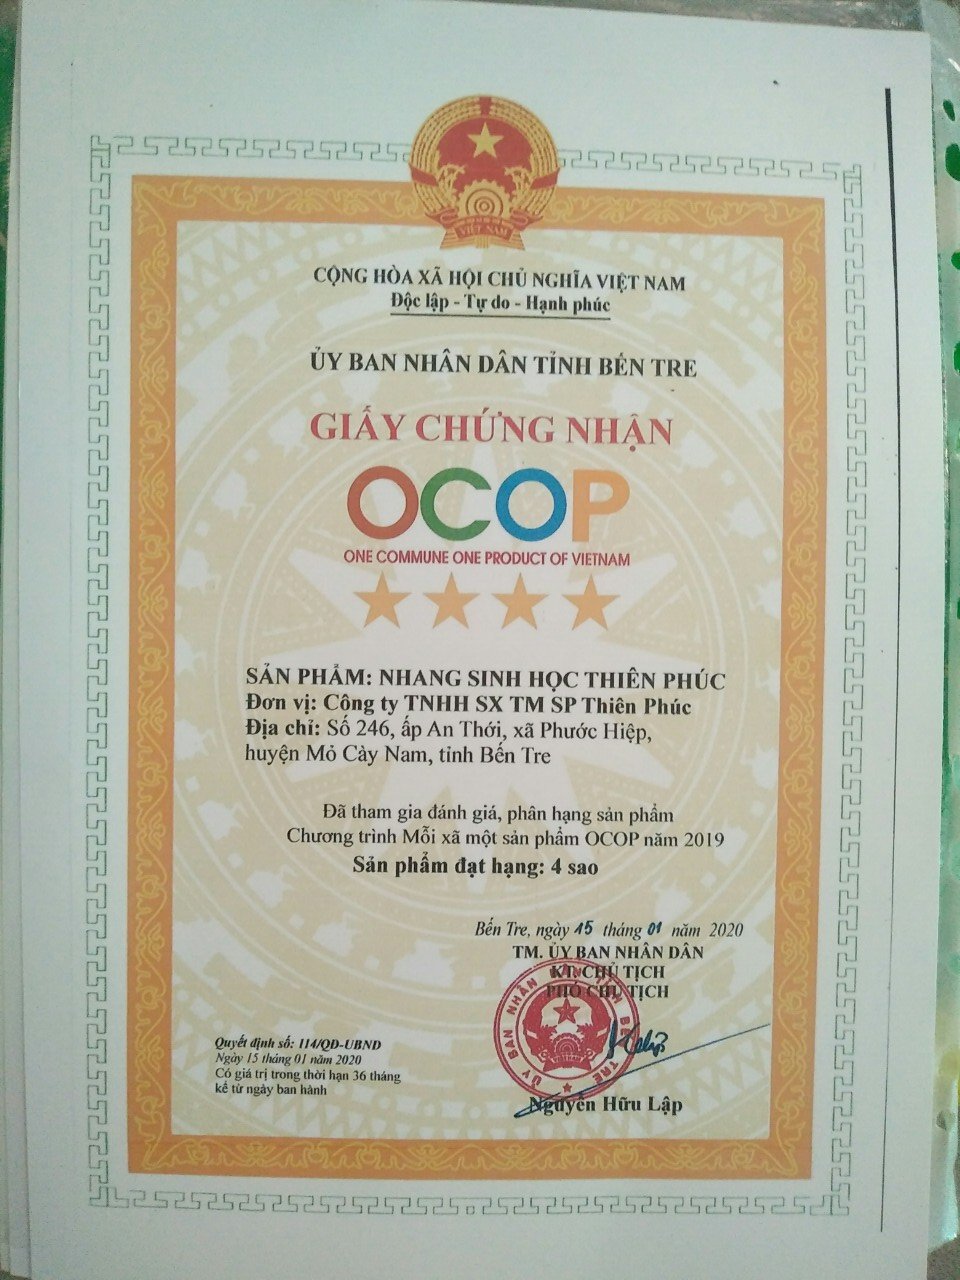 VIỆT NAM
CỘNG HÒA XÃ HỘI CHỦ NGHĨA VIỆT NAM
Độc lập - Tự do - Hạnh phúc
ỦY BAN NHÂN DÂN TỈNH BẾN TRE
GIẤY CHỨNG NHẬN
OCOP
ONE COMMUNE ONE PRODUCT OF VIETNAM
SẢN PHẨM: NHANG SINH HỌC THIÊN PHÚC
Đơn vị: Công ty TNHH SX TM SP Thiên Phúc
Địa chỉ: Số 246, ấp An Thới, xã Phước Hiệp,
huyện Mỏ Cày Nam, tỉnh Bến Tre
Đã tham gia đánh giá, phân hạng sản phẩm
Chương trình Mỗi xã một sản phẩm OCOP năm 2019
Sản phẩm đạt hạng: 4 sao
Bến Tre, ngày 15 tháng 01 năm 2020
TM. ỦY BAN NHÂN DÂN
KT. CHỦ TỊCH
PHÓ CHỦ TỊCH
Nguyễn Hữu Lập
Quyết định số: 114/QĐ-UBND
Ngày 15 tháng 01 năm 2020
Có giá trị trong thời hạn 36 tháng
kể từ ngày ban hành